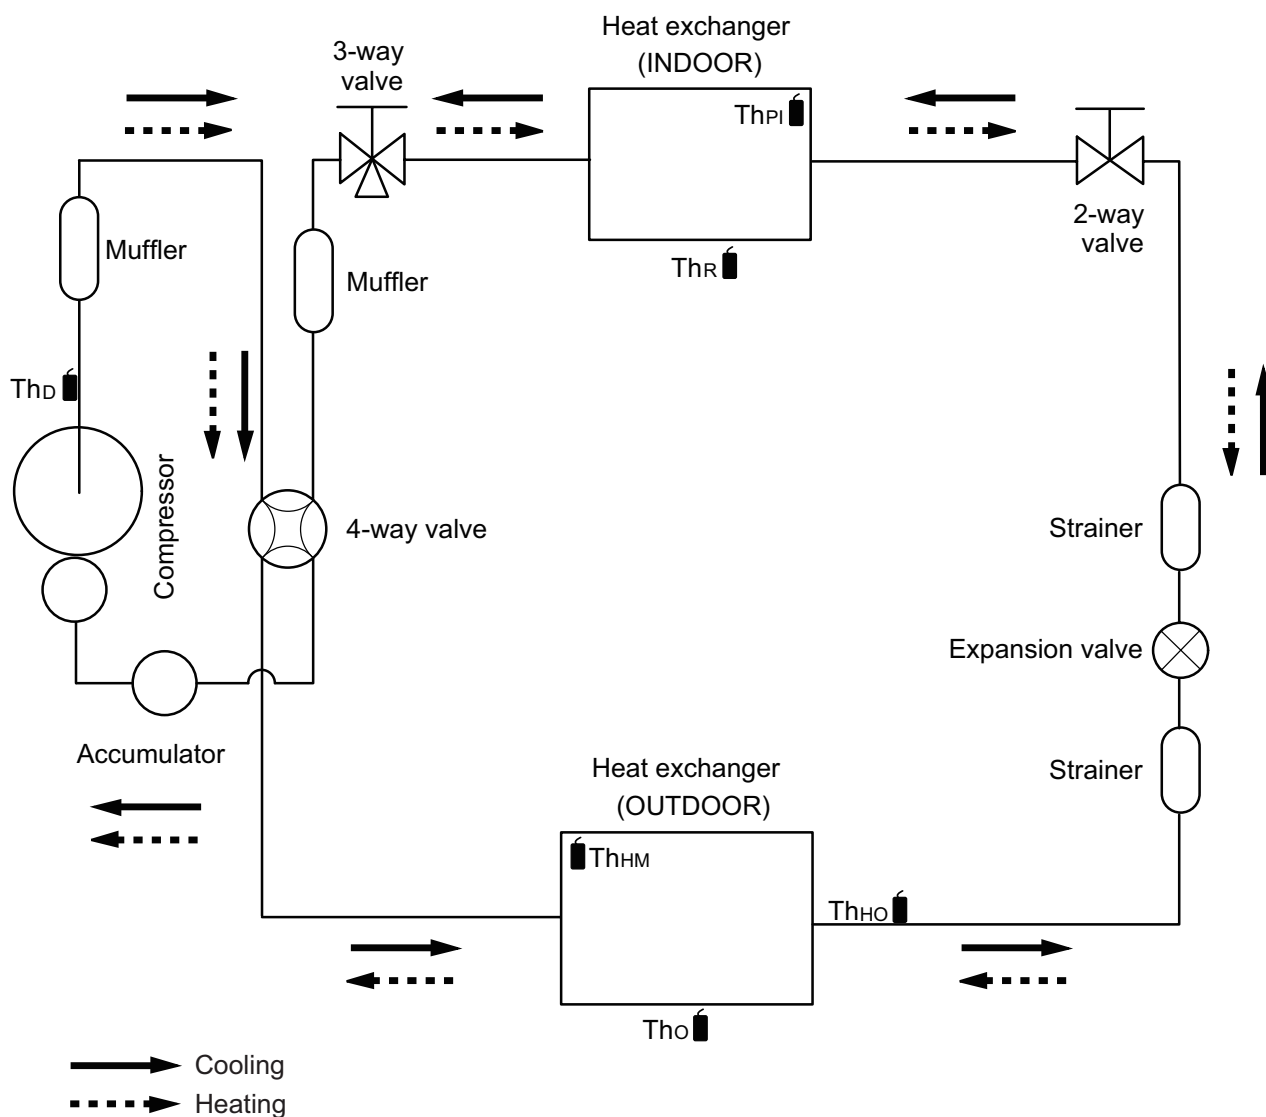 Heat exchanger
(INDOOR)
3-way
valve
ThPI
Muffler
Muffler
ThR
2-way
valve
ThD
Compressor
4-way valve
Strainer
Expansion valve
Strainer
Accumulator
Heat exchanger
(OUTDOOR)
ThHM
ThHO
ThO
Cooling
Heating